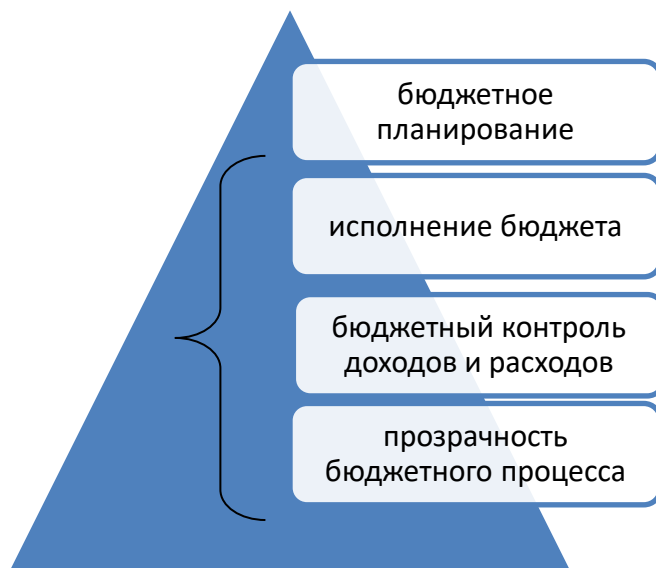 бюджетное
планирование
исполнение бюджета
бюджетный контроль
доходов и расходов
прозрачность
бюджетного процесса